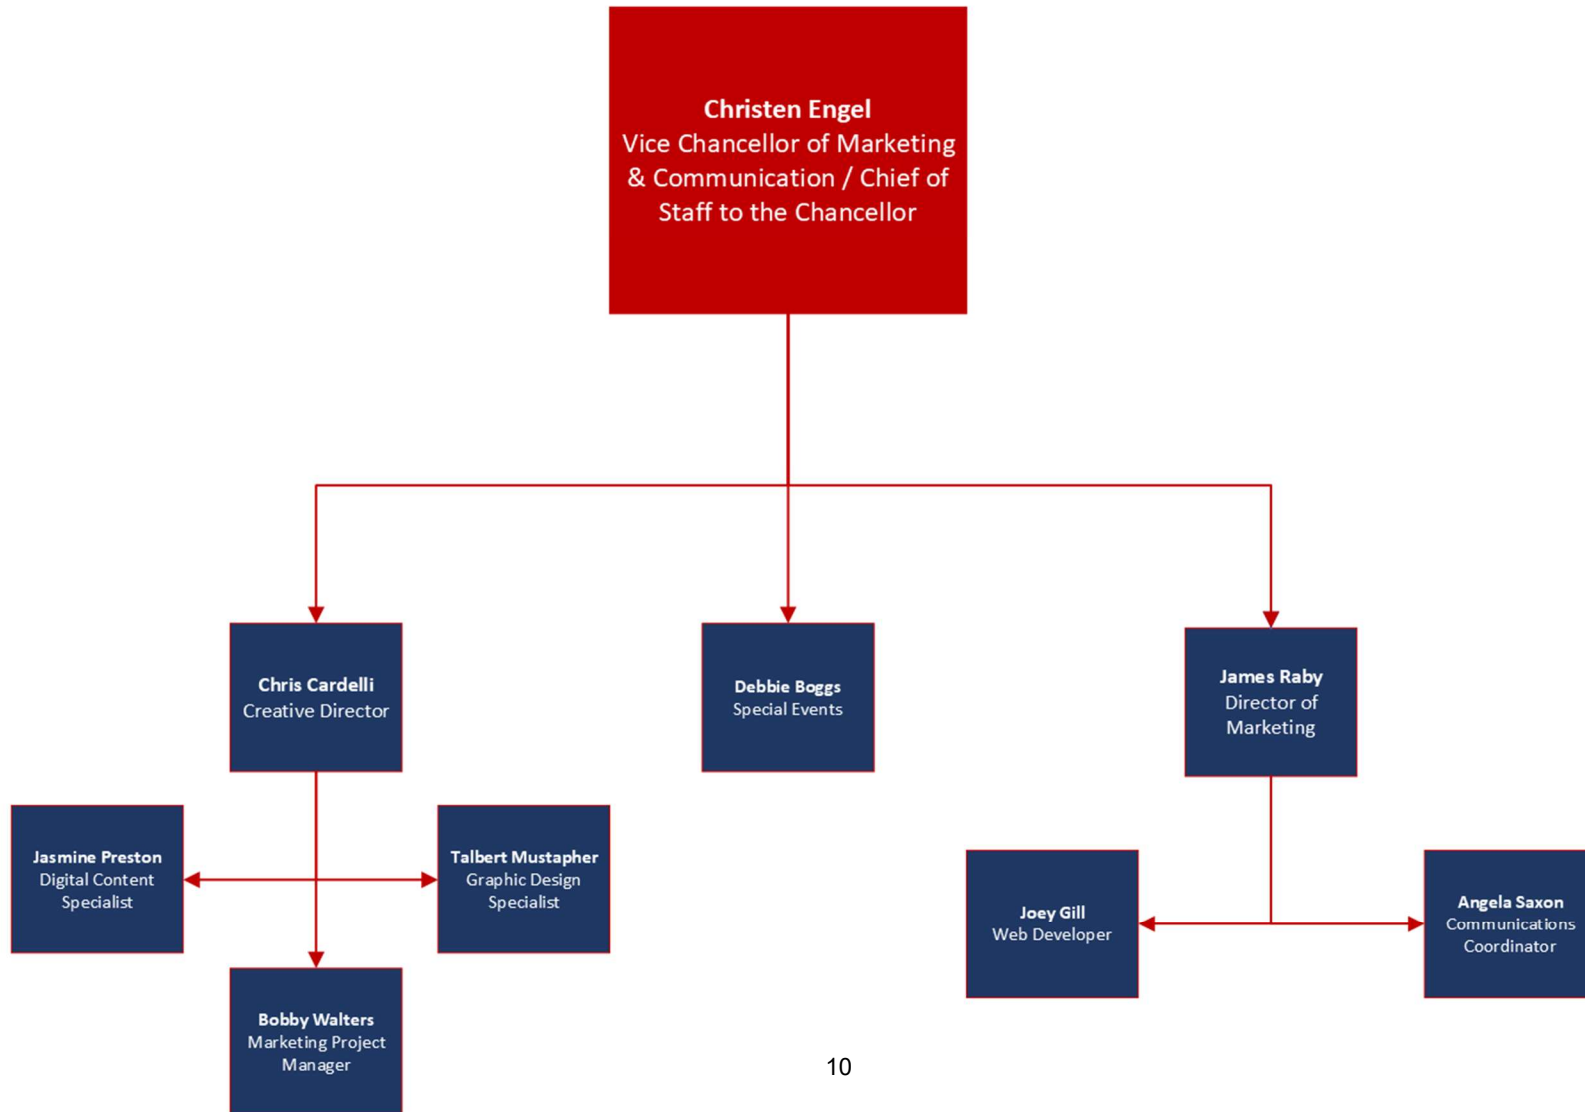 Christen Engel
Vice Chancellor of Marketing
& Communication / Chief of
Staff to the Chancellor
Chris Cardelli
Creative Director
Debbie Boggs
Special Events
James Raby
Director of
Marketing
Jasmine Preston
Digital Content
Specialist
Talbert Mustapher
Graphic Design
Specialist
Joey Gill
Web Developer
Angela Saxon
Communications
Coordinator
Bobby Walters
Marketing Project
Manager
10